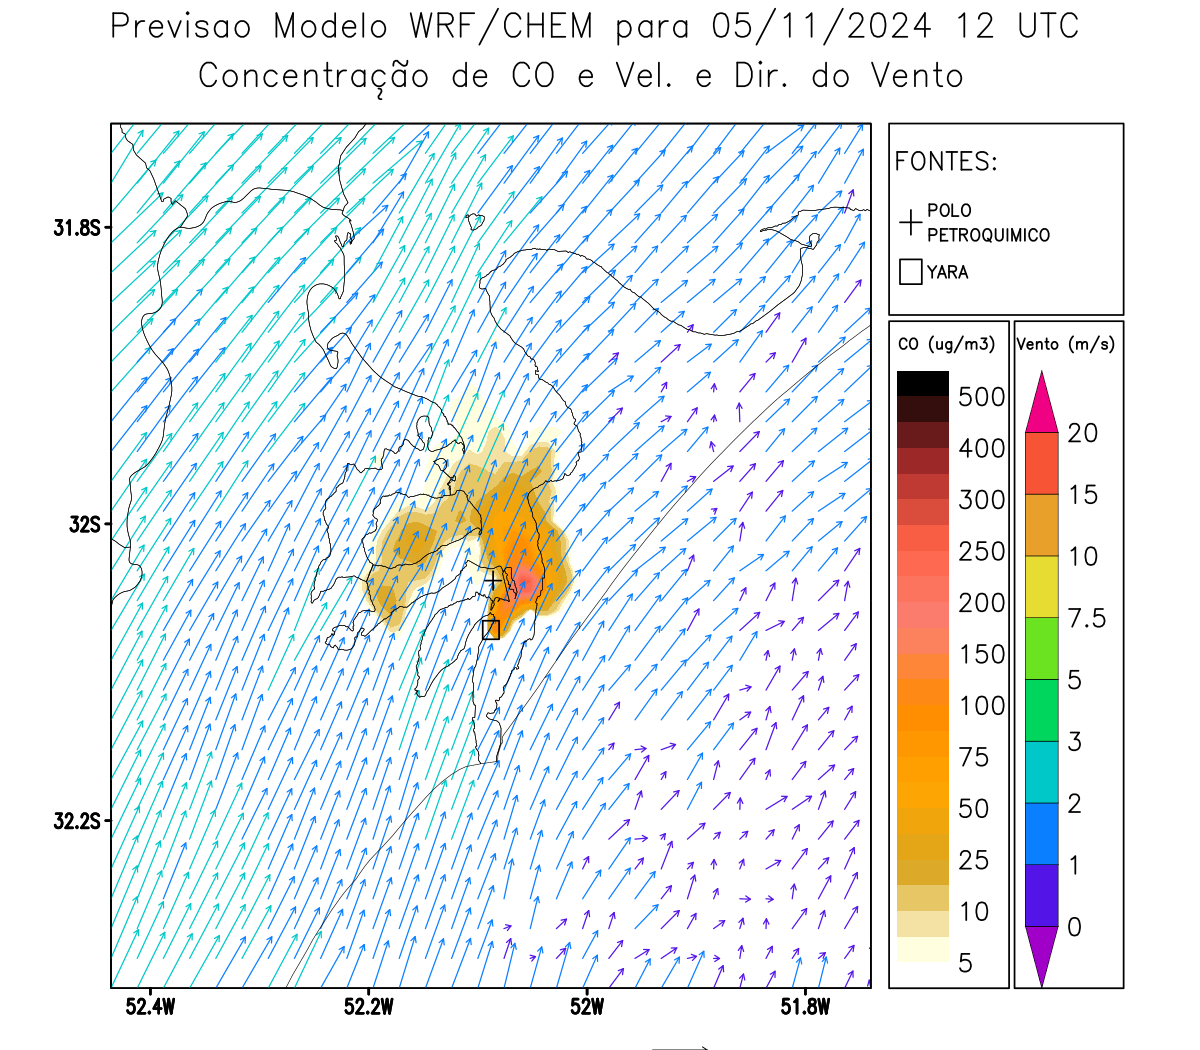 Previsao Modelo WRF/CHEM para 05/11/2024 12 UTC
Concentração de CO e Vel. e Dir. do Vento
FONTES:
POLO
PETROQUIMICO
YARA
CO (ug/m3)
500
400
300
250
200
150
100
75
50
25
10
5
Vento (m/s)
20
15
10
7.5
5
3
2
1
0
31.8S
32S
32.2S
52.4W 52.2W 52W 51.8W